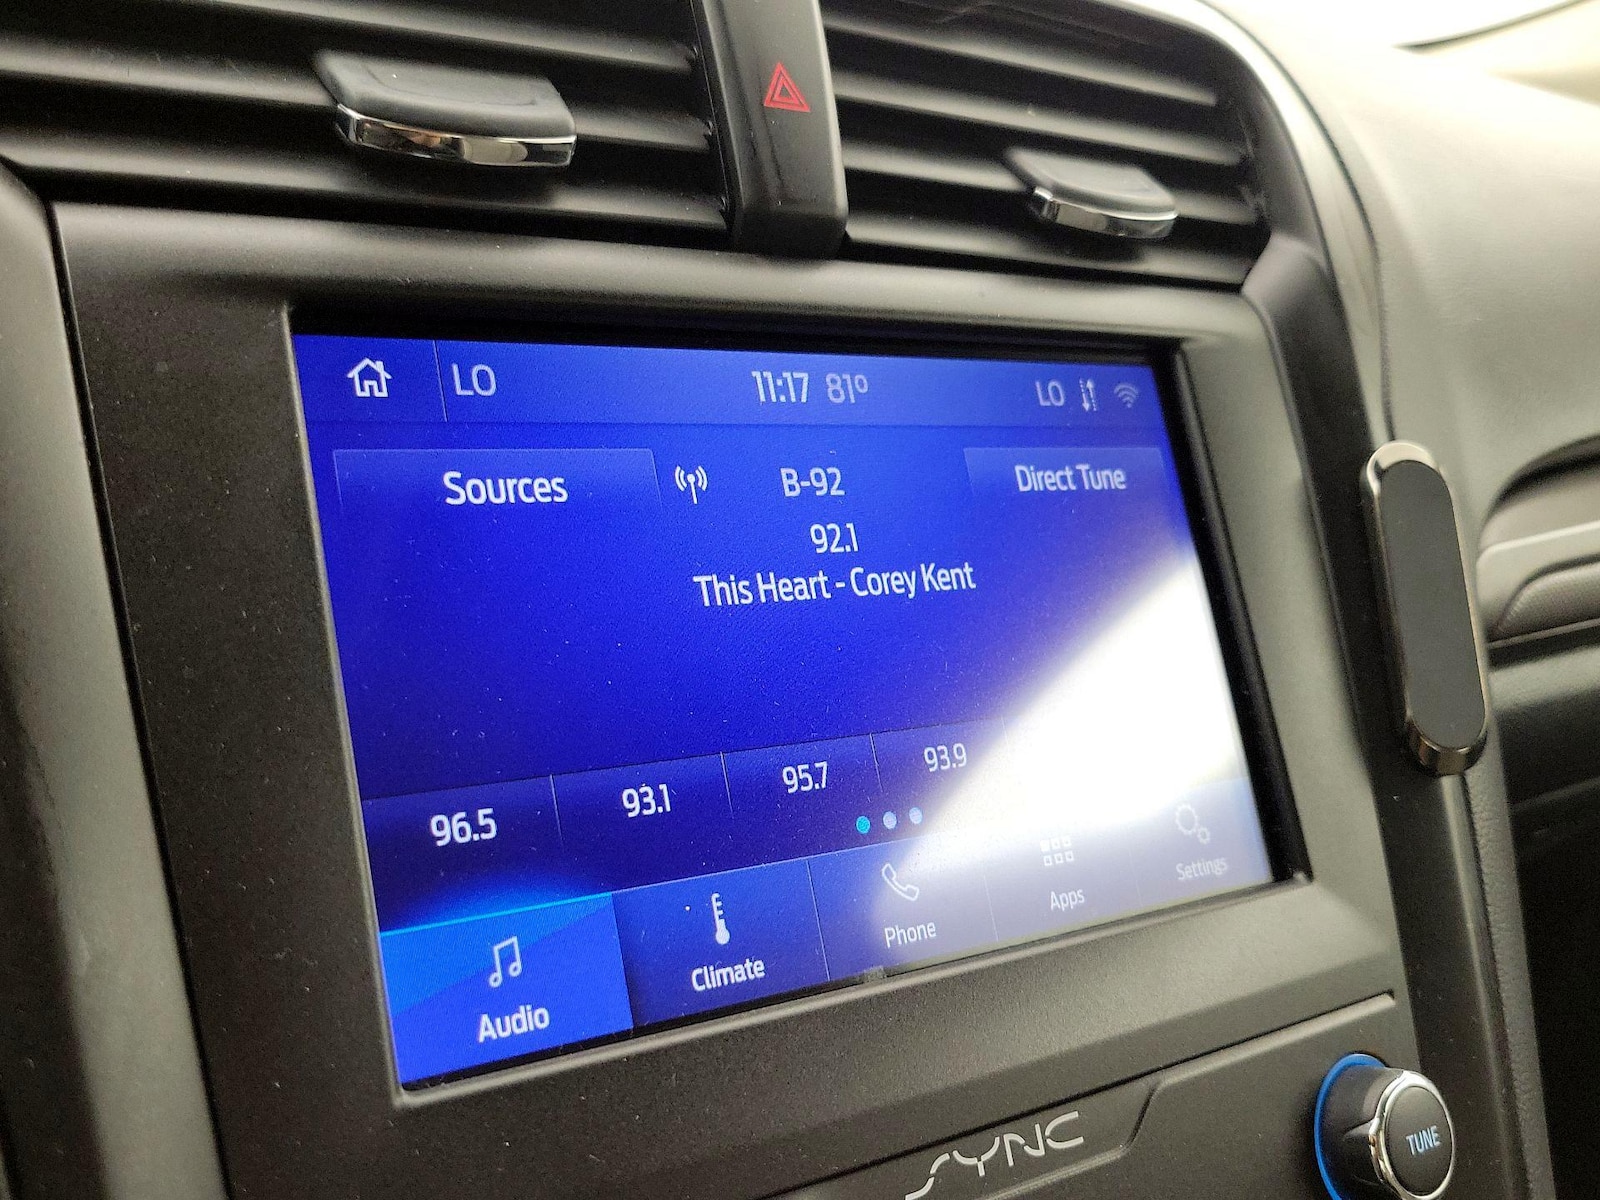 LO 11:17 81° LO
Sources B-92 Direct Tune
92.1
This Heart - Corey Kent
96.5 93.1 95.7 93.9
Audio Climate Phone Apps Settings
SYNC
TUNE